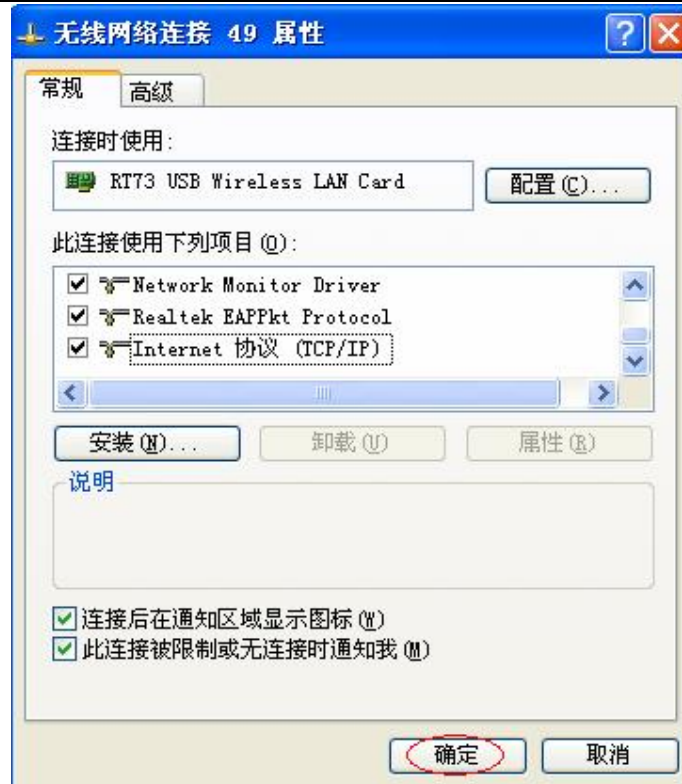 无线网络连接 49 属性
常规 高级
连接时使用:
RT73 USB Wireless LAN Card 配置(C)...
此连接使用下列项目(O):
Network Monitor Driver
Realtek EAPPkt Protocol
Internet 协议 (TCP/IP)
安装(N)... 卸载(U) 属性(R)
说明
连接后在通知区域显示图标(W)
此连接被限制或无连接时通知我(M)
确定 取消